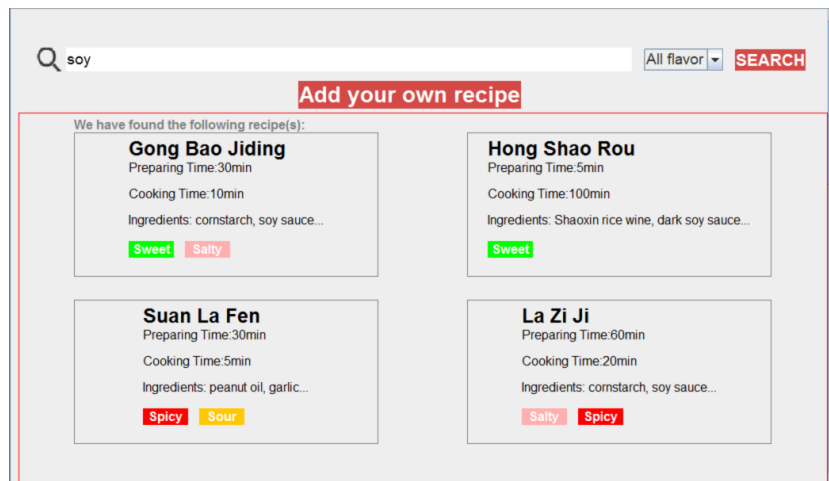 soy
All flavor
SEARCH
Add your own recipe
We have found the following recipe(s):
Gong Bao Jiding
Preparing Time:30min
Cooking Time:10min
Ingredients: cornstarch, soy sauce...
Sweet Salty
Hong Shao Rou
Preparing Time:5min
Cooking Time:100min
Ingredients: Shaoxin rice wine, dark soy sauce...
Sweet
Suan La Fen
Preparing Time:30min
Cooking Time:5min
Ingredients: peanut oil, garlic...
Spicy Sour
La Zi Ji
Preparing Time:60min
Cooking Time:20min
Ingredients: cornstarch, soy sauce...
Salty Spicy